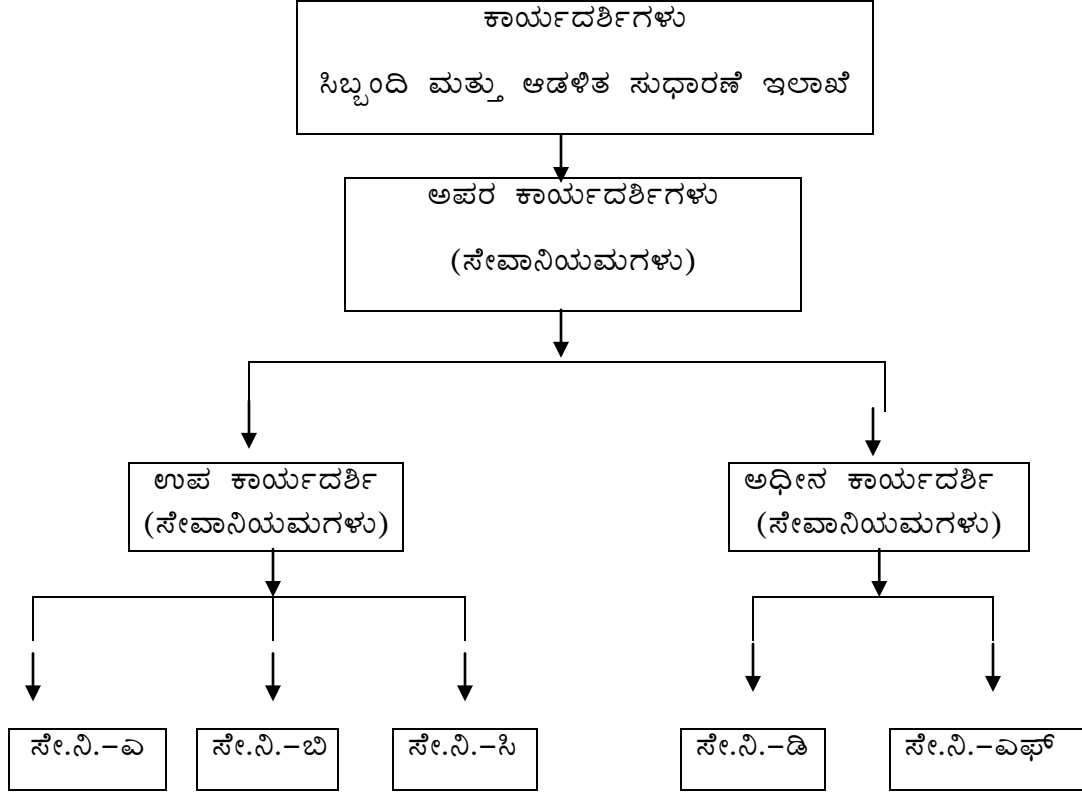 ಕಾರ್ಯದರ್ಶಿಗಳು
ಸಿಬ್ಬಂದಿ ಮತ್ತು ಆಡಳಿತ ಸುಧಾರಣೆ ಇಲಾಖೆ
ಅಪರ ಕಾರ್ಯದರ್ಶಿಗಳು
(ಸೇವಾನಿಯಮಗಳು)
ಉಪ ಕಾರ್ಯದರ್ಶಿ
(ಸೇವಾನಿಯಮಗಳು)
ಅಧೀನ ಕಾರ್ಯದರ್ಶಿ
(ಸೇವಾನಿಯಮಗಳು)
ಸೇ.ನಿ.–ಎ
ಸೇ.ನಿ.–ಬಿ
ಸೇ.ನಿ.–ಸಿ
ಸೇ.ನಿ.–ಡಿ
ಸೇ.ನಿ.–ಎಫ್